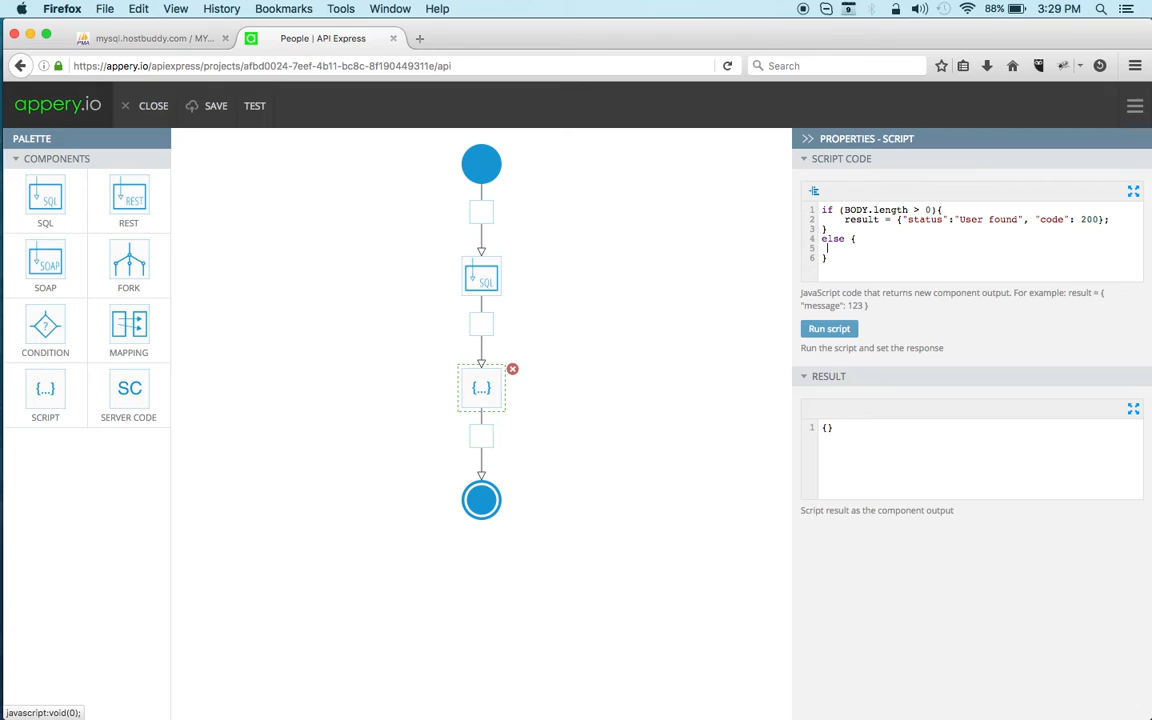 Firefox File Edit View History Bookmarks Tools Window Help
9 88% 3:29 PM
PMA mysql.hostbuddy.com / MY...
People | API Express
https://appery.io/apiexpress/projects/afbd0024-7eef-4b11-bc8c-8f190449311e/api
Search
appery.io
CLOSE SAVE TEST
PALETTE
COMPONENTS
SQL
SQL
REST
REST
SOAP
SOAP
FORK
?
CONDITION
MAPPING
{...}
SCRIPT
SC
SERVER CODE
SQL
{...}
PROPERTIES - SCRIPT
SCRIPT CODE
1 if (BODY.length > 0){
2 result = {"status":"User found", "code": 200};
3 }
4 else {
5
6 }
JavaScript code that returns new component output. For example: result = {
"message": 123 }
Run script
Run the script and set the response
RESULT
1 {}
Script result as the component output
javascript:void(0);